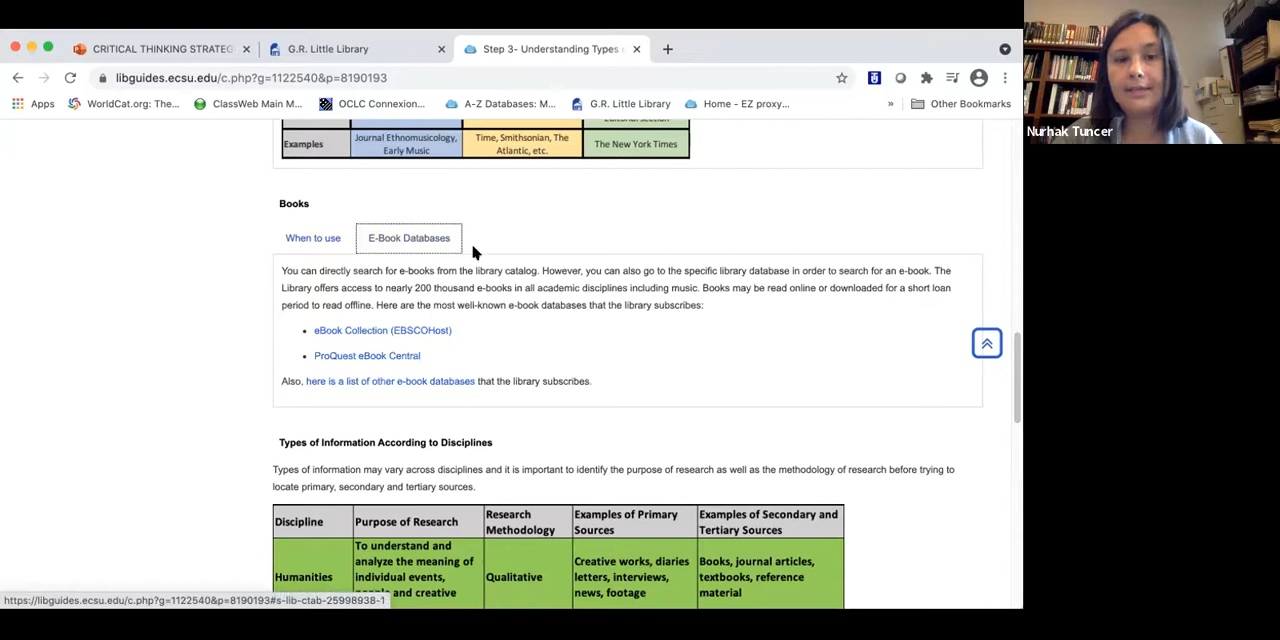 CRITICAL THINKING STRATEG
G.R. Little Library
Step 3- Understanding Types
libguides.ecsu.edu/c.php?g=1122540&p=8190193
Apps
WorldCat.org: The...
ClassWeb Main M...
OCLC Connexion...
A-Z Databases: M...
G.R. Little Library
Home - EZ proxy...
»
Other Bookmarks
Nurhak Tuncer
Editorial section
Examples
Journal Ethnomusicology,
Early Music
Time, Smithsonian, The
Atlantic, etc.
The New York Times
Books
When to use
E-Book Databases
You can directly search for e-books from the library catalog. However, you can also go to the specific library database in order to search for an e-book. The
Library offers access to nearly 200 thousand e-books in all academic disciplines including music. Books may be read online or downloaded for a short loan
period to read offline. Here are the most well-known e-book databases that the library subscribes:
• eBook Collection (EBSCOHost)
• ProQuest eBook Central
Also, here is a list of other e-book databases that the library subscribes.
Types of Information According to Disciplines
Types of information may vary across disciplines and it is important to identify the purpose of research as well as the methodology of research before trying to
locate primary, secondary and tertiary sources.
Discipline
Purpose of Research
Research
Methodology
Examples of Primary
Sources
Examples of Secondary and
Tertiary Sources
Humanities
To understand and
analyze the meaning of
individual events,
people and creative
Qualitative
Creative works, diaries
letters, interviews,
news, footage
Books, journal articles,
textbooks, reference
material
https://libguides.ecsu.edu/c.php?g=1122540&p=8190193#s-lib-ctab-25998938-1